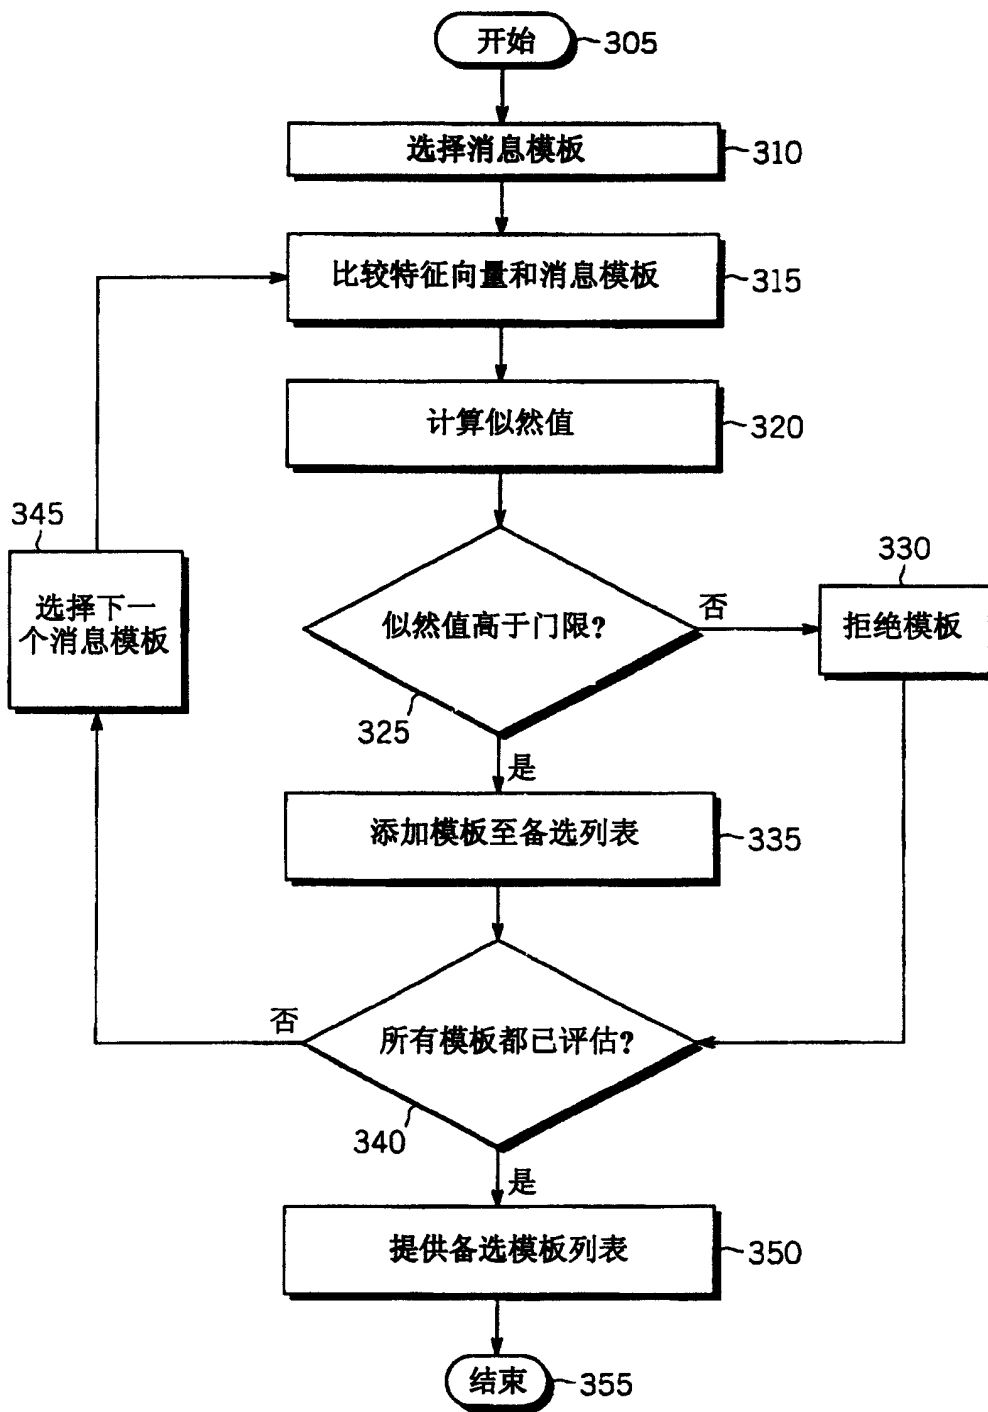 开始
305
选择消息模板
310
比较特征向量和消息模板
315
计算似然值
320
345
选择下一
个消息模板
似然值高于门限?
325
否
330
拒绝模板
是
添加模板至备选列表
335
否
所有模板都已评估?
340
是
提供备选模板列表
350
结束
355